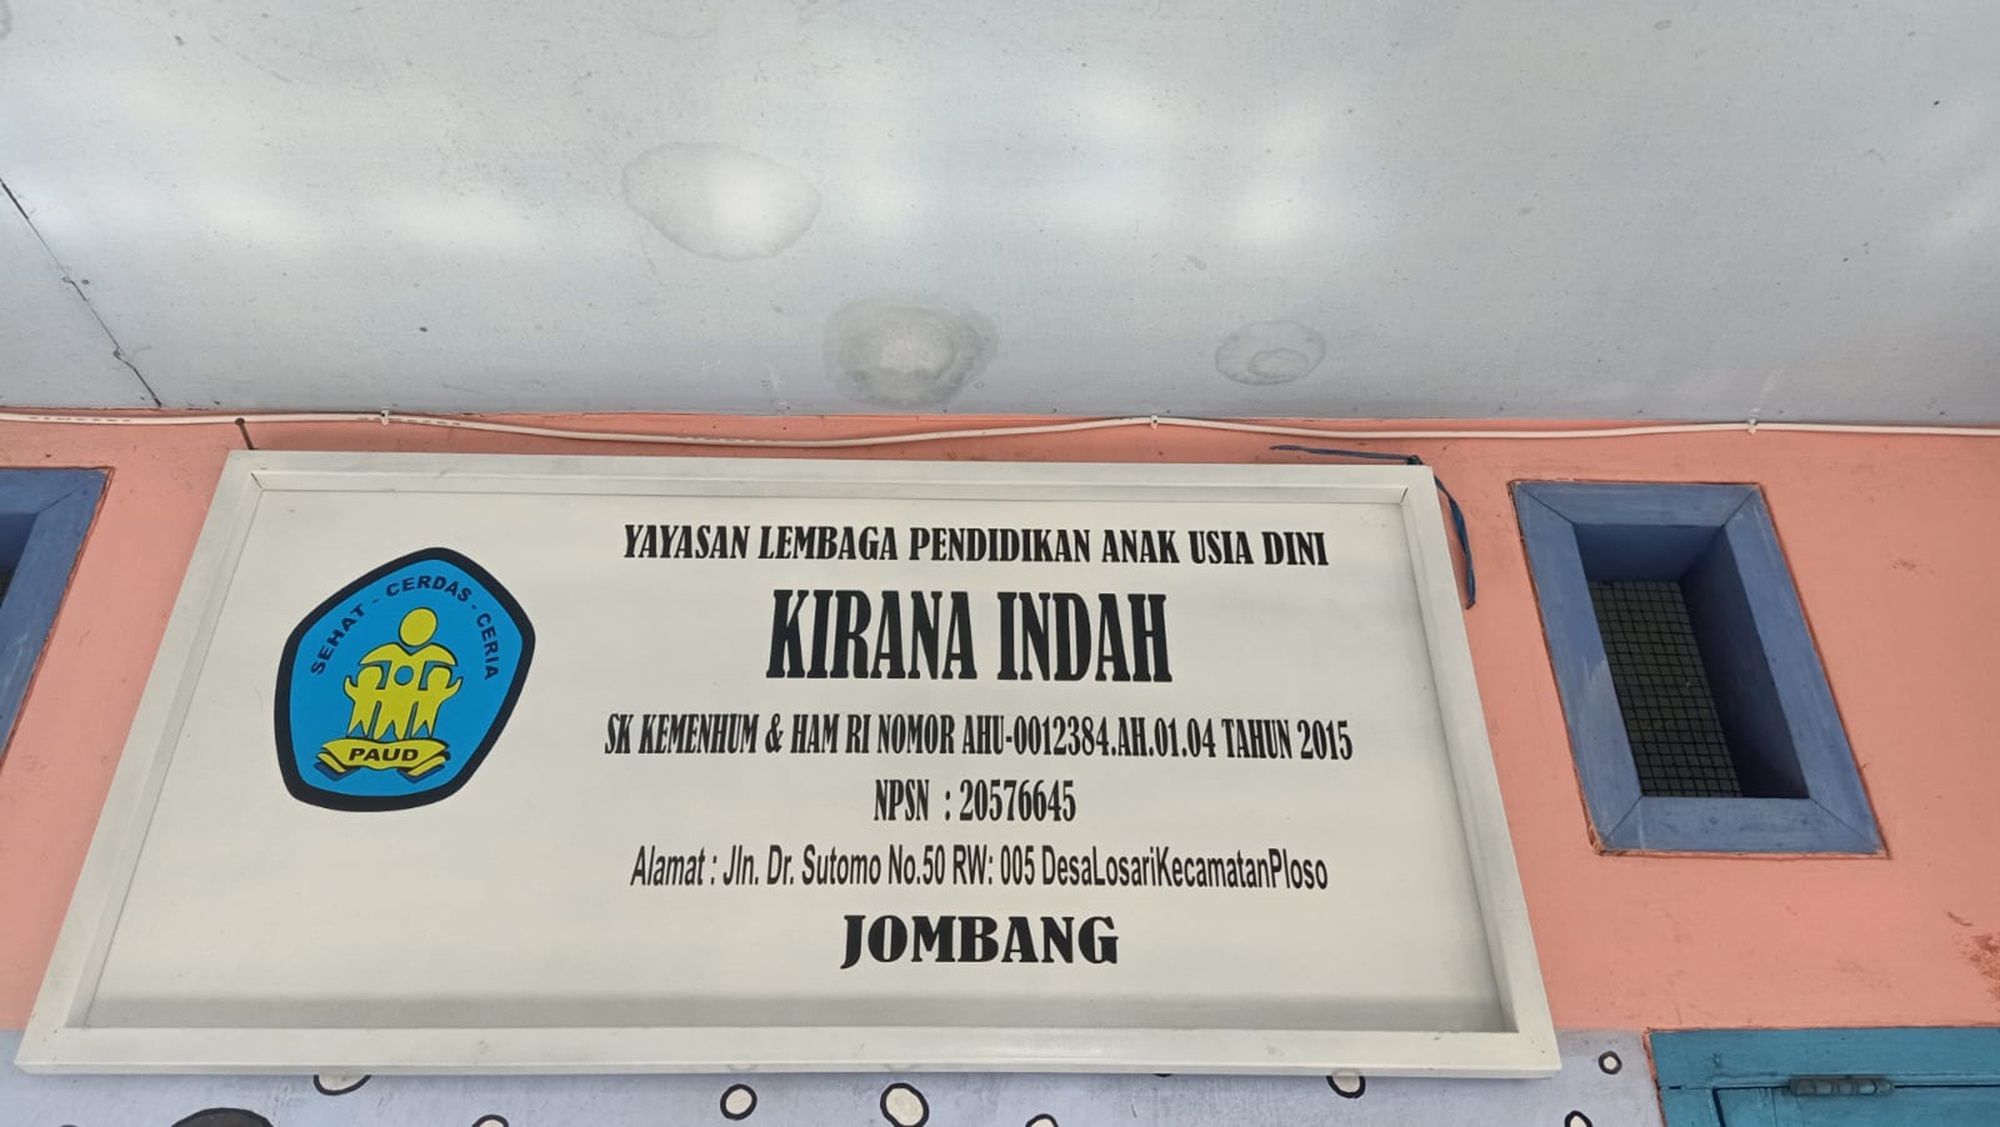 SEHAT - CERDAS - CERIA
PAUD
YAYASAN LEMBAGA PENDIDIKAN ANAK USIA DINI
KIRANA INDAH
SK KEMENHUM & HAM RI NOMOR AHU-0012384.AH.01.04 TAHUN 2015
NPSN : 20576645
Alamat : Jln. Dr. Sutomo No.50 RW: 005 DesaLosariKecamatanPloso
JOMBANG